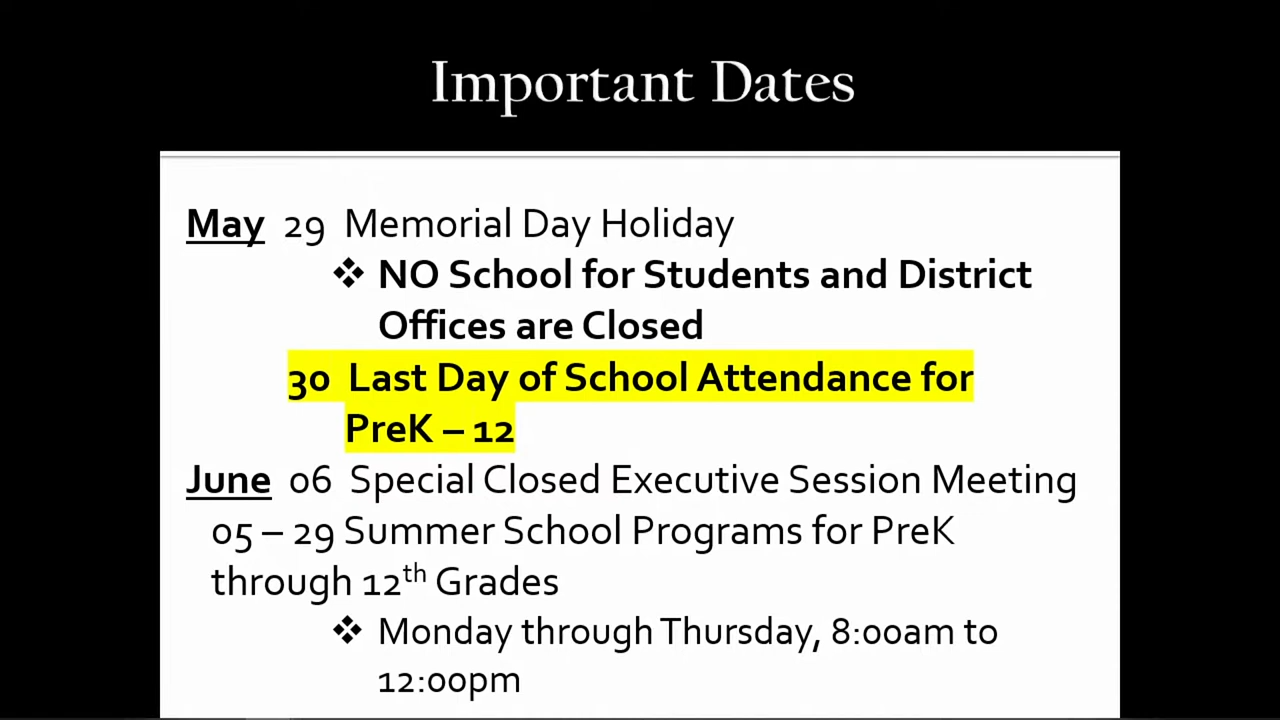 Important Dates
May 29 Memorial Day Holiday
❖ NO School for Students and District
Offices are Closed
30 Last Day of School Attendance for
PreK – 12
June 06 Special Closed Executive Session Meeting
05 – 29 Summer School Programs for PreK
through 12th Grades
❖ Monday through Thursday, 8:00am to
12:00pm